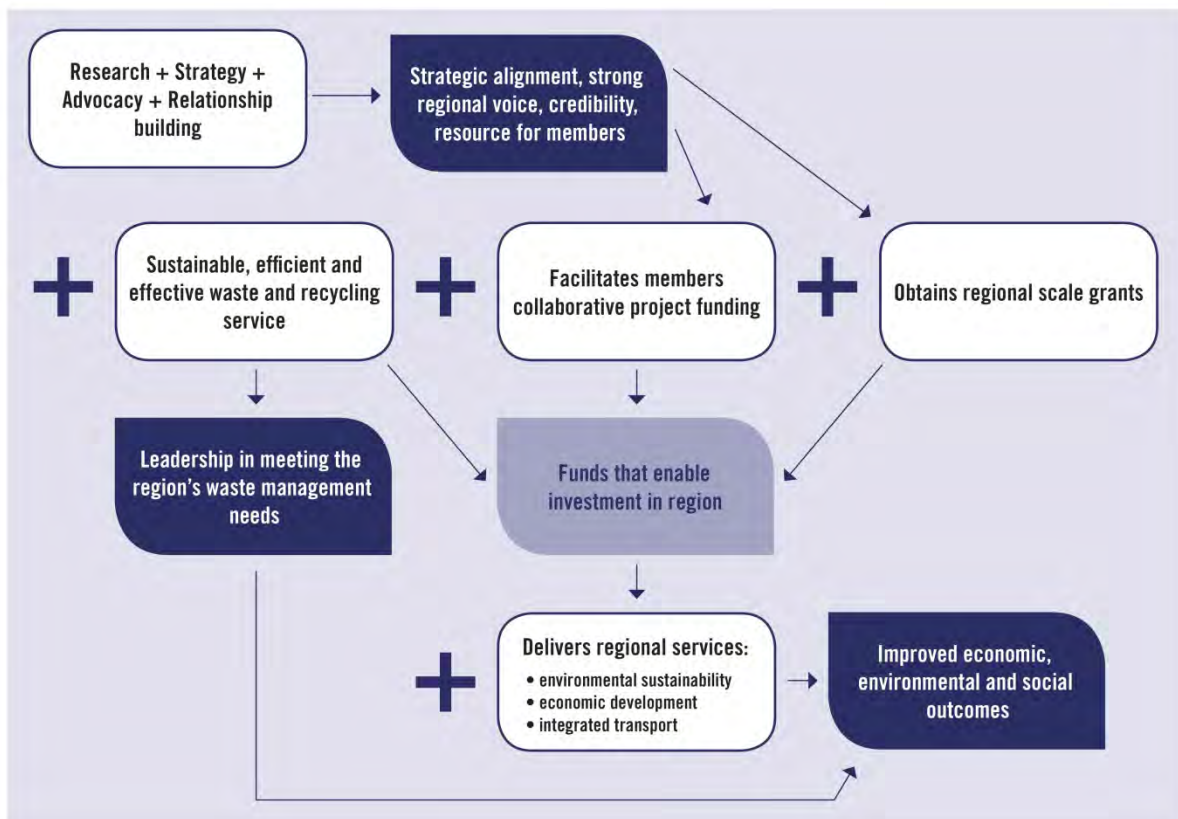 Research + Strategy +
Advocacy + Relationship
building
Strategic alignment, strong
regional voice, credibility,
resource for members
Sustainable, efficient and
effective waste and recycling
service
Facilitates members
collaborative project funding
Obtains regional scale grants
Leadership in meeting the
region’s waste management
needs
Funds that enable
investment in region
Delivers regional services:
• environmental sustainability
• economic development
• integrated transport
Improved economic,
environmental and social
outcomes